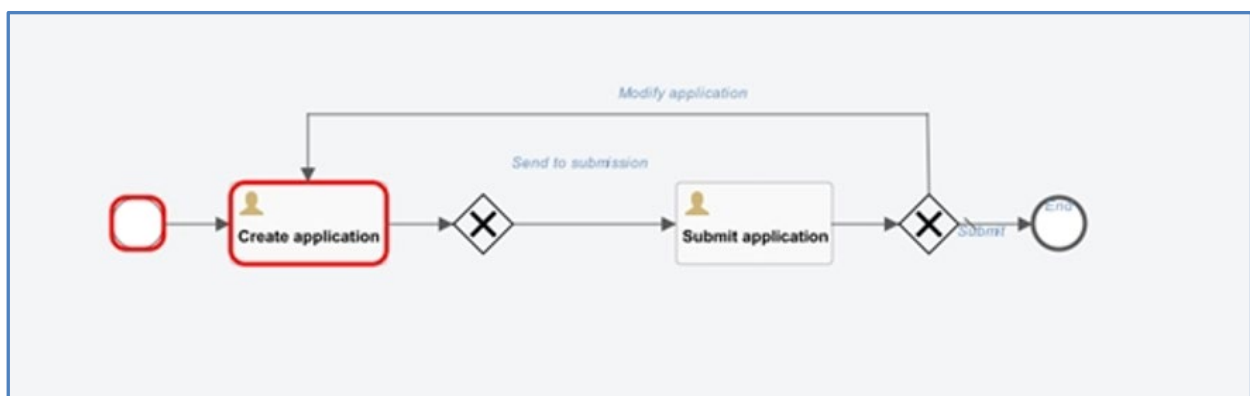 Modify application
Send to submission
Create application
Submit application
End
Submit